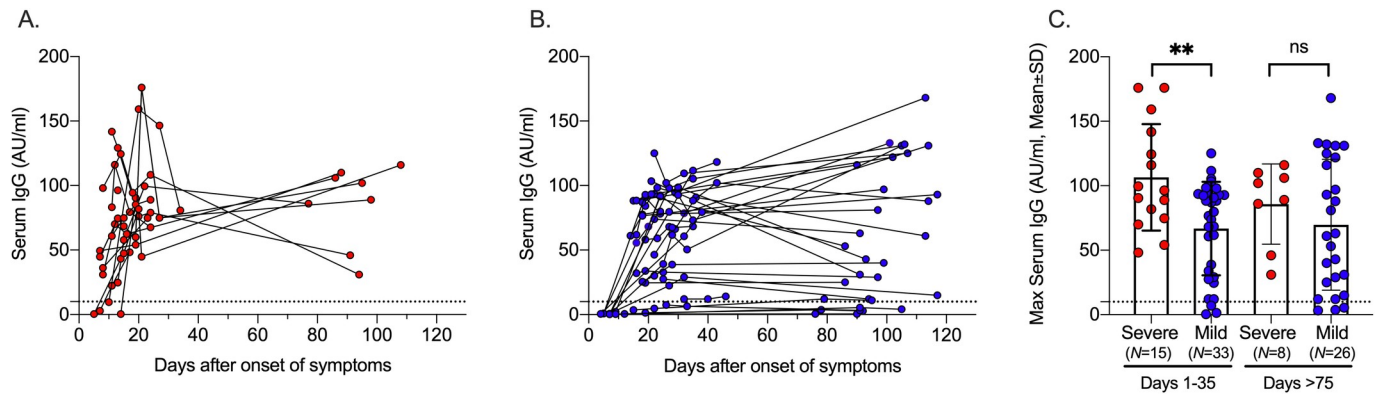 A.
Serum IgG (AU/ml)
200
150
100
50
0
0 20 40 60 80 100 120
Days after onset of symptoms
B.
Serum IgG (AU/ml)
200
150
100
50
0
0 20 40 60 80 100 120
Days after onset of symptoms
C.
Max Serum IgG (AU/ml, Mean±SD)
200
150
100
50
0
** ns
Severe Mild Severe Mild
(N=15) (N=33) (N=8) (N=26)
Days 1-35 Days >75